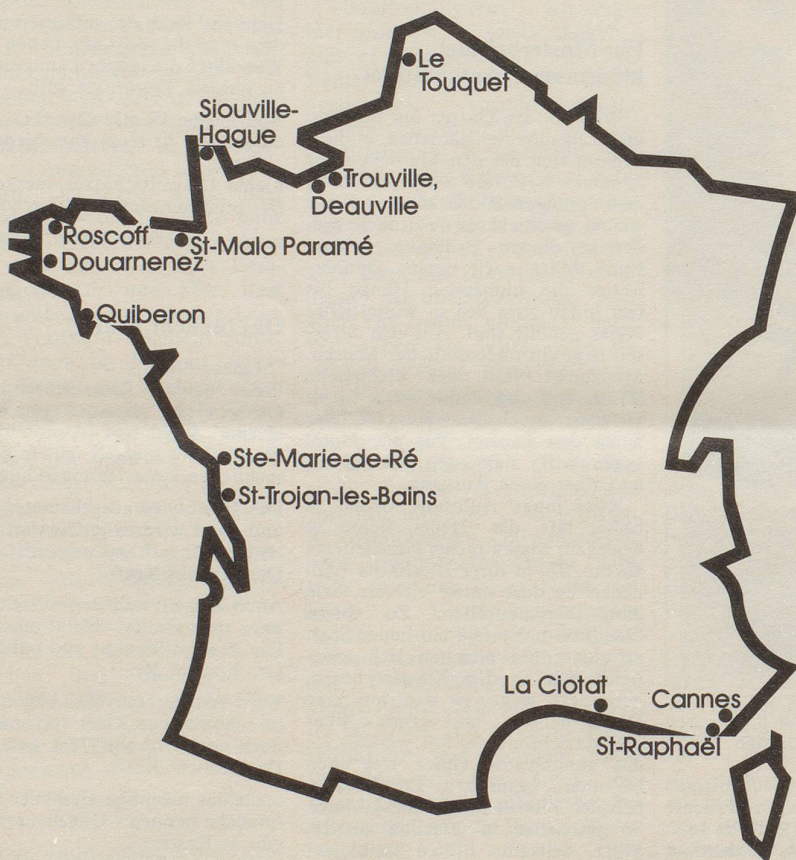 Le
Touquet
Siouville-
Hague
Trouville,
Deauville
Roscoff
St-Malo Paramé
Douarnenez
Quiberon
Ste-Marie-de-Ré
St-Trojan-les-Bains
La Ciotat
Cannes
St-Raphaël